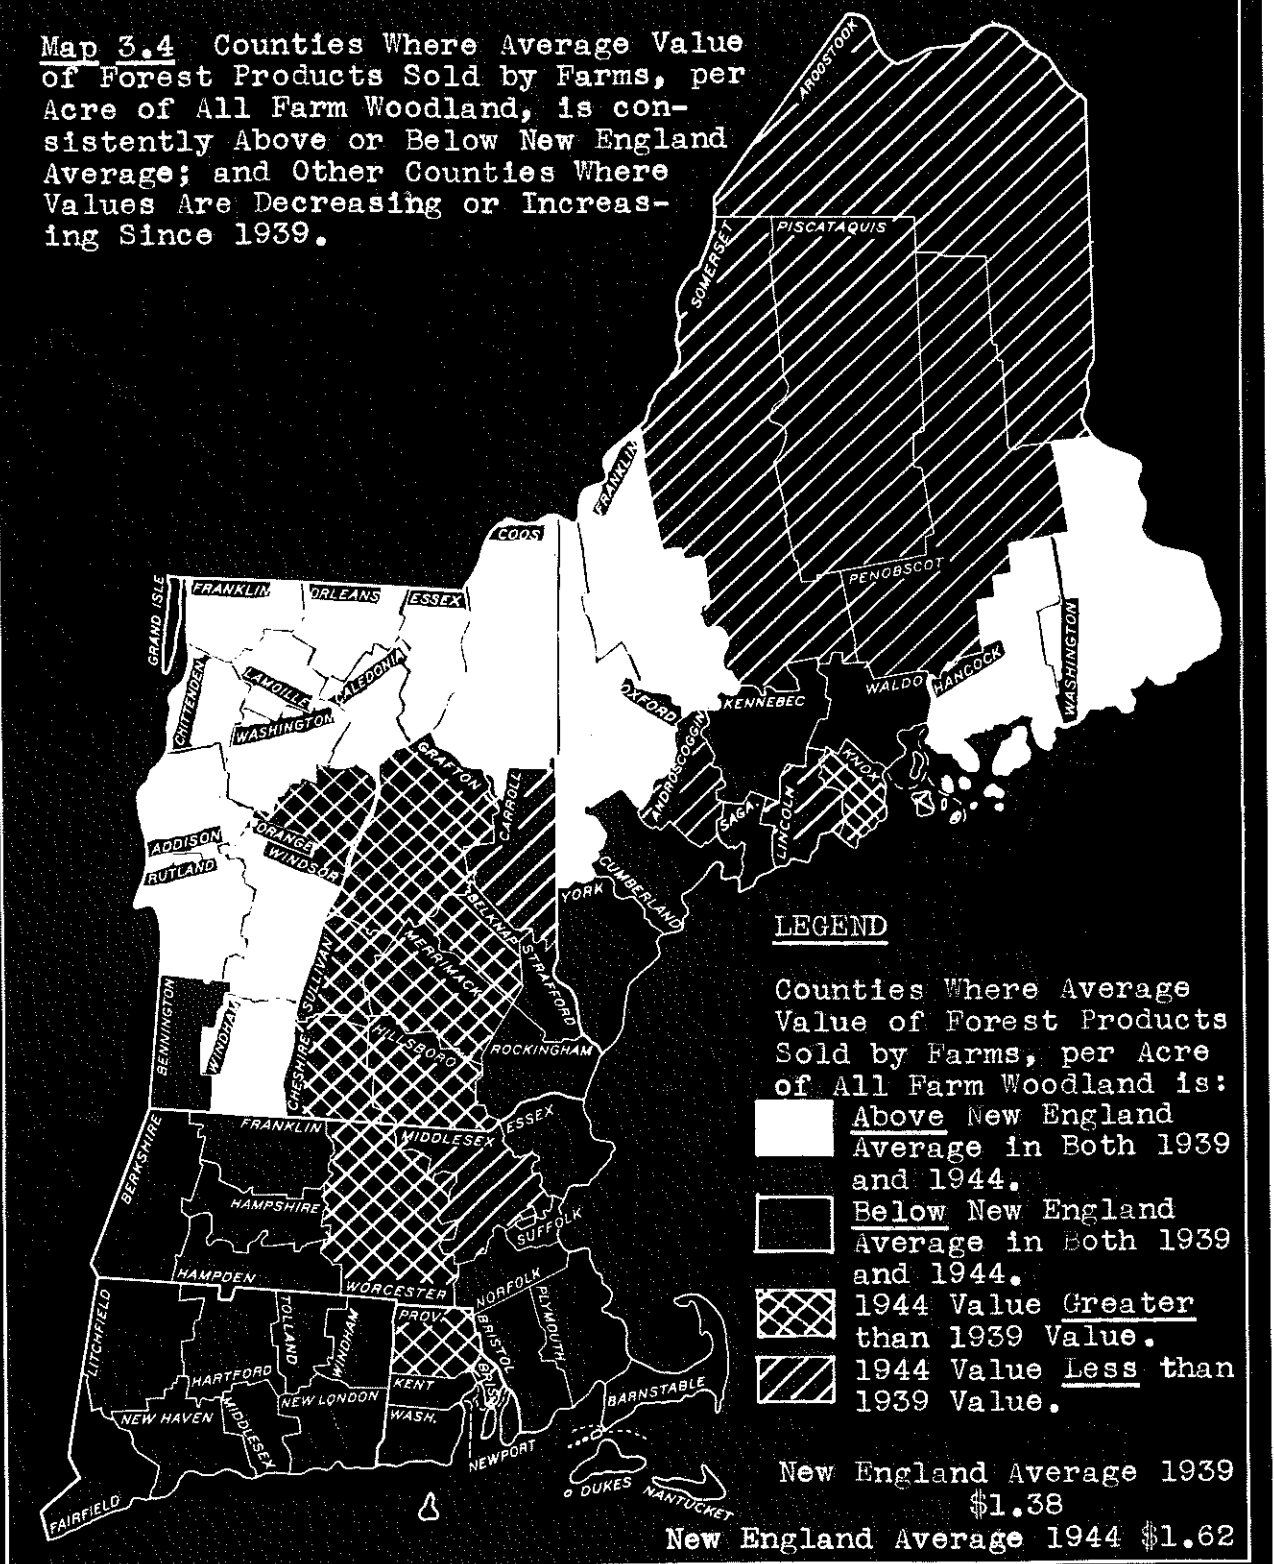 Map 3.4 Counties Where Average Value
of Forest Products Sold by Farms, per
Acre of All Farm Woodland, is con-
sistently Above or Below New England
Average; and Other Counties Where
Values Are Decreasing or Increas-
ing Since 1939.
AROOSTOOK
PISCATAQUIS
SOMERSET
FRANKLIN
COOS
PENOBSCOT
GRAND ISLE
FRANKLIN
ORLEANS
ESSEX
WASHINGTON
HANCOCK
WALDO
CHITTENDEN
LAMOILLE
CALEDONIA
OXFORD
KENNEBEC
WASHINGTON
ANDROSCOGGIN
GRAFTON
KNOX
CARROLL
SAGA.
LINCOLN
ADDISON
ORANGE
RUTLAND
WINDSOR
CUMBERLAND
YORK
BELKNAP
MERRIMACK
STRAFFORD
SULLIVAN
BENNINGTON
WINDHAM
CHESHIRE
HILLSBORO
ROCKINGHAM
LEGEND
Counties Where Average
Value of Forest Products
Sold by Farms, per Acre
of All Farm Woodland is:
Above New England
Average in Both 1939
and 1944.
Below New England
Average in Both 1939
and 1944.
1944 Value Greater
than 1939 Value.
1944 Value Less than
1939 Value.
BERKSHIRE
FRANKLIN
MIDDLESEX
ESSEX
HAMPSHIRE
SUFFOLK
HAMPDEN
WORCESTER
NORFOLK
PLYMOUTH
BRISTOL
LITCHFIELD
TOLLAND
WINDHAM
PROV.
HARTFORD
KENT
BRIST.
BARNSTABLE
NEW HAVEN
MIDDLESEX
NEW LONDON
WASH.
NEWPORT
DUKES
NANTUCKET
FAIRFIELD
New England Average 1939
$1.38
New England Average 1944 $1.62